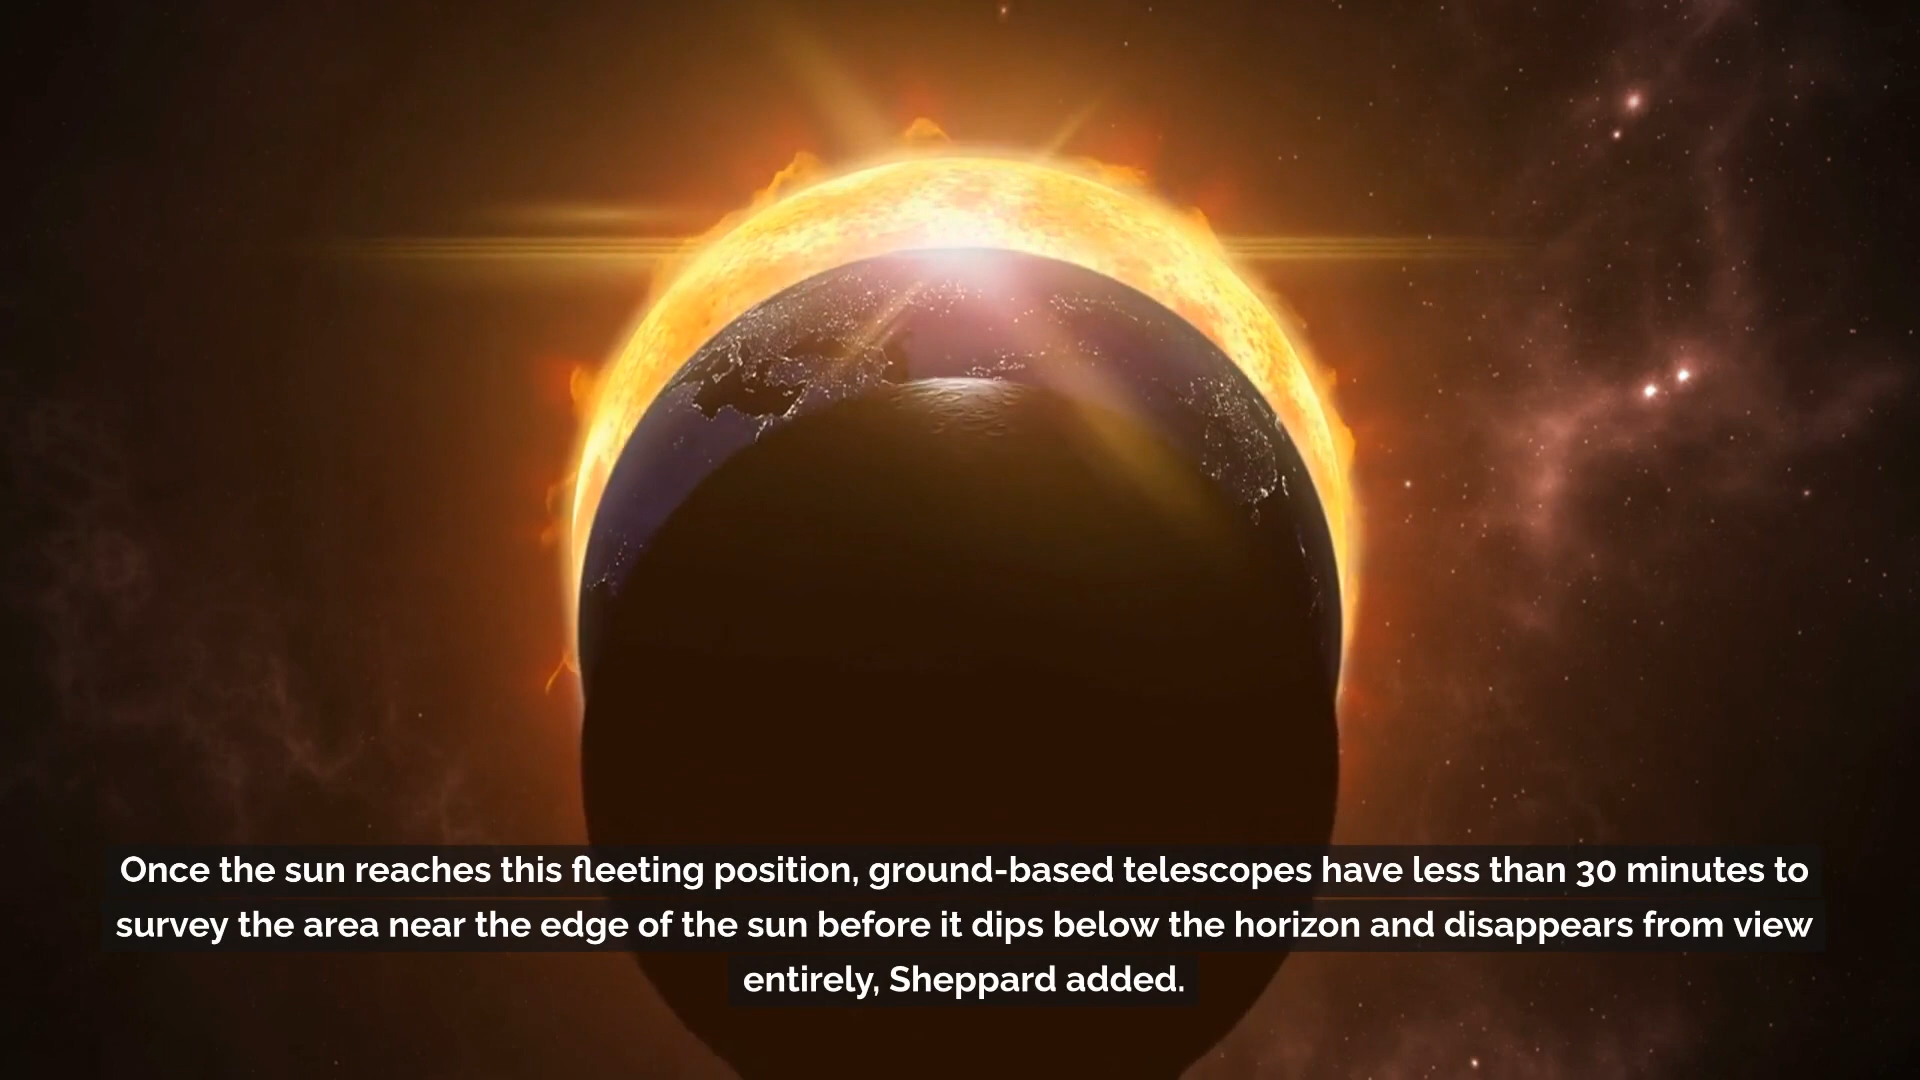 Once the sun reaches this fleeting position, ground-based telescopes have less than 30 minutes to
survey the area near the edge of the sun before it dips below the horizon and disappears from view
entirely, Sheppard added.